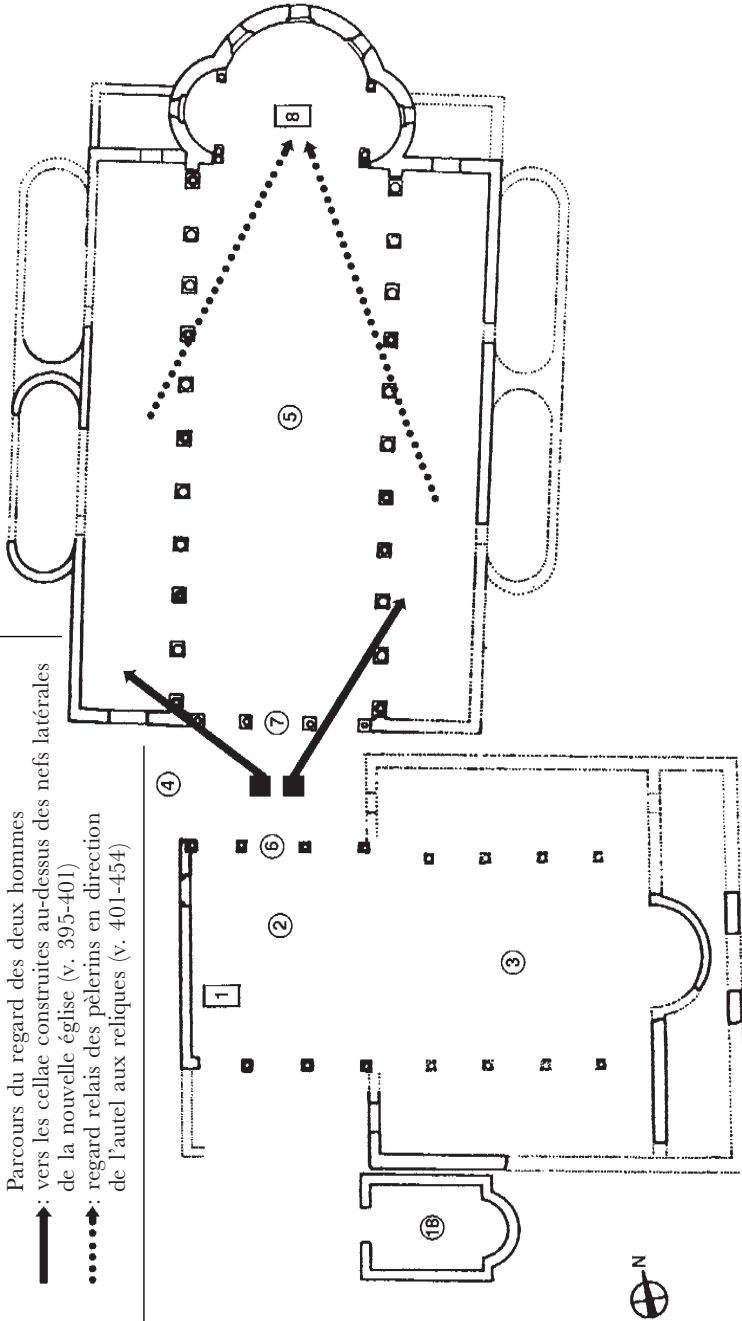 Parcours du regard des deux hommes
: vers les cellae construites au-dessus des nefs latérales
de la nouvelle église (v. 395-401)
: regard relais des pèlerins en direction
de l'autel aux reliques (v. 401-454)
8
5
7
4
6
2
1
3
1B
N